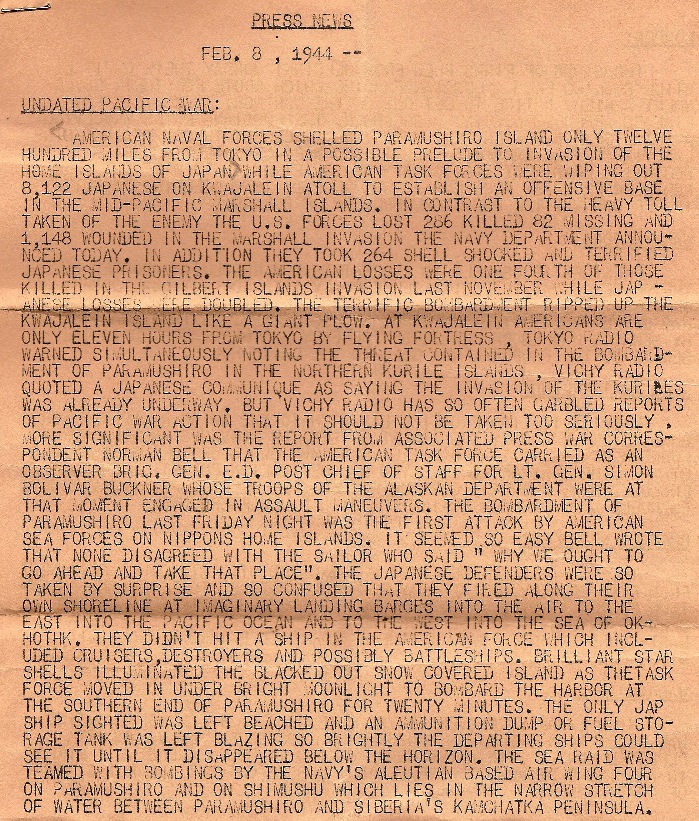 PRESS NEWS
FEB. 8 , 1944 --
UNDATED PACIFIC WAR:
AMERICAN NAVAL FORCES SHELLED PARAMUSHIRO ISLAND ONLY TWELVE
HUNDRED MILES FROM TOKYO IN A POSSIBLE PRELUDE TO INVASION OF THE
HOME ISLANDS OF JAPAN WHILE AMERICAN TASK FORCES WERE WIPING OUT
8,122 JAPANESE ON KWAJALEIN ATOLL TO ESTABLISH AN OFFENSIVE BASE
IN THE MID-PACIFIC MARSHALL ISLANDS. IN CONTRAST TO THE HEAVY TOLL
TAKEN OF THE ENEMY THE U.S. FORCES LOST 286 KILLED 82 MISSING AND
1,148 WOUNDED IN THE MARSHALL INVASION THE NAVY DEPARTMENT ANNOU-
NCED TODAY. IN ADDITION THEY TOOK 264 SHELL SHOCKED AND TERRIFIED
JAPANESE PRISONERS. THE AMERICAN LOSSES WERE ONE FOURTH OF THOSE
KILLED IN THE GILBERT ISLANDS INVASION LAST NOVEMBER WHILE JAP -
ANESE LOSSES WERE DOUBLED. THE TERRIFIC BOMBARDMENT RIPPED UP THE
KWAJALEIN ISLAND LIKE A GIANT PLOW. AT KWAJALEIN AMERICANS ARE
ONLY ELEVEN HOURS FROM TOKYO BY FLYING FORTRESS , TOKYO RADIO
WARNED SIMULTANEOUSLY NOTING THE THREAT CONTAINED IN THE BOMBARD-
MENT OF PARAMUSHIRO IN THE NORTHERN KURILE ISLANDS , VICHY RADIO
QUOTED A JAPANESE COMMUNIQUE AS SAYING THE INVASION OF THE KURILES
WAS ALREADY UNDERWAY. BUT VICHY RADIO HAS SO OFTEN GARBLED REPORTS
OF PACIFIC WAR ACTION THAT IT SHOULD NOT BE TAKEN TOO SERIOUSLY .
MORE SIGNIFICANT WAS THE REPORT FROM ASSOCIATED PRESS WAR CORRES-
PONDENT NORMAN BELL THAT THE AMERICAN TASK FORCE CARRIED AS AN
OBSERVER BRIG. GEN. E.D. POST CHIEF OF STAFF FOR LT. GEN. SIMON
BOLIVAR BUCKNER WHOSE TROOPS OF THE ALASKAN DEPARTMENT WERE AT
THAT MOMENT ENGAGED IN ASSAULT MANEUVERS. THE BOMBARDMENT OF
PARAMUSHIRO LAST FRIDAY NIGHT WAS THE FIRST ATTACK BY AMERICAN
SEA FORCES ON NIPPONS HOME ISLANDS. IT SEEMED SO EASY BELL WROTE
THAT NONE DISAGREED WITH THE SAILOR WHO SAID " WHY WE OUGHT TO
GO AHEAD AND TAKE THAT PLACE". THE JAPANESE DEFENDERS WERE SO
TAKEN BY SURPRISE AND SO CONFUSED THAT THEY FIRED ALONG THEIR
OWN SHORELINE AT IMAGINARY LANDING BARGES INTO THE AIR TO THE
EAST INTO THE PACIFIC OCEAN AND TO THE WEST INTO THE SEA OF OK-
HOTHK. THEY DIDN'T HIT A SHIP IN THE AMERICAN FORCE WHICH INCL-
UDED CRUISERS,DESTROYERS AND POSSIBLY BATTLESHIPS. BRILLIANT STAR
SHELLS ILLUMINATED THE BLACKED OUT SNOW COVERED ISLAND AS THETASK
FORCE MOVED IN UNDER BRIGHT MOONLIGHT TO BOMBARD THE HARBOR AT
THE SOUTHERN END OF PARAMUSHIRO FOR TWENTY MINUTES. THE ONLY JAP
SHIP SIGHTED WAS LEFT BEACHED AND AN AMMUNITION DUMP OR FUEL STO-
RAGE TANK WAS LEFT BLAZING SO BRIGHTLY THE DEPARTING SHIPS COULD
SEE IT UNTIL IT DISAPPEARED BELOW THE HORIZON. THE SEA RAID WAS
TEAMED WITH BOMBINGS BY THE NAVY'S ALEUTIAN BASED AIR WING FOUR
ON PARAMUSHIRO AND ON SHIMUSHU WHICH LIES IN THE NARROW STRETCH
OF WATER BETWEEN PARAMUSHIRO AND SIBERIA'S KAMCHATKA PENINSULA.